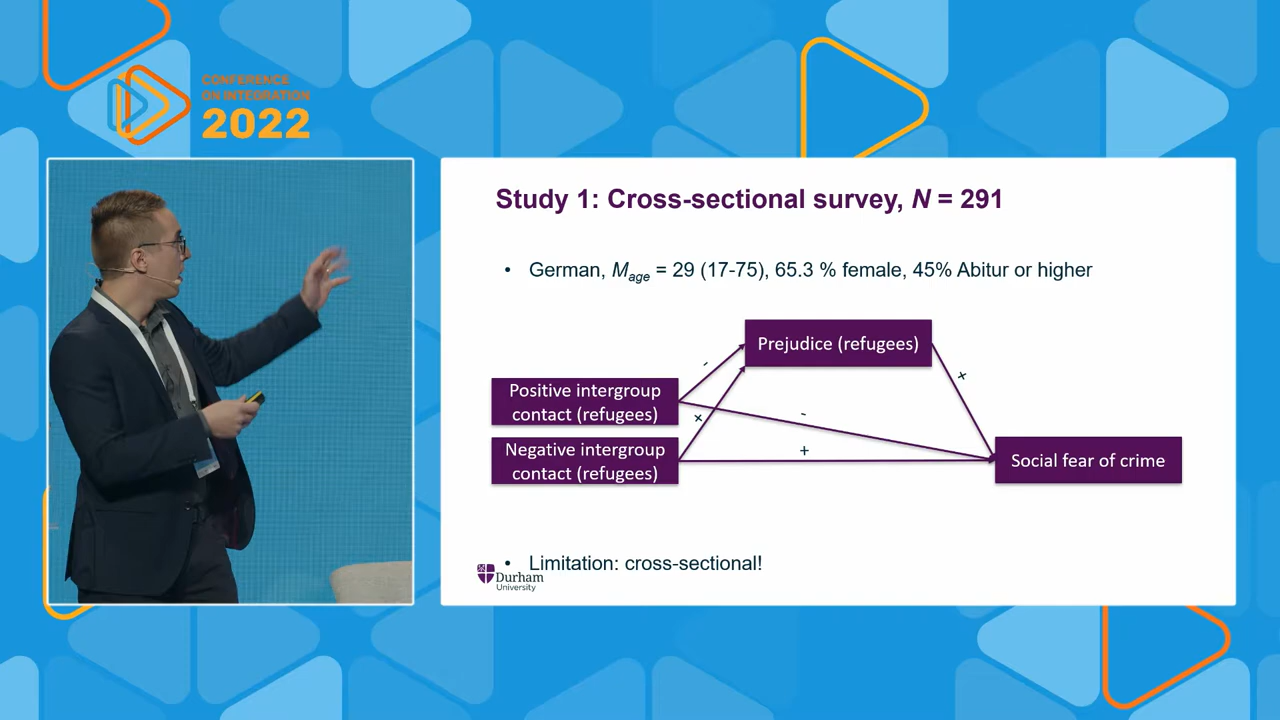 CONFERENCE
ON INTEGRATION
2022
Study 1: Cross-sectional survey, N = 291
• German, Mage = 29 (17-75), 65.3 % female, 45% Abitur or higher
Prejudice (refugees)
-
+
Positive intergroup
contact (refugees)
-
+
Negative intergroup
contact (refugees)
+
Social fear of crime
• Limitation: cross-sectional!
Durham
University